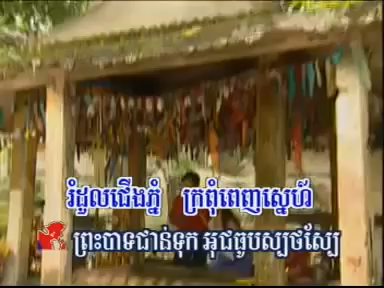 រំដួលជើងភ្នំ ក្រពុំពេញស្នេហ៍
ព្រះបាទជាន់ទុក អុជធូបស្បថស្បែ